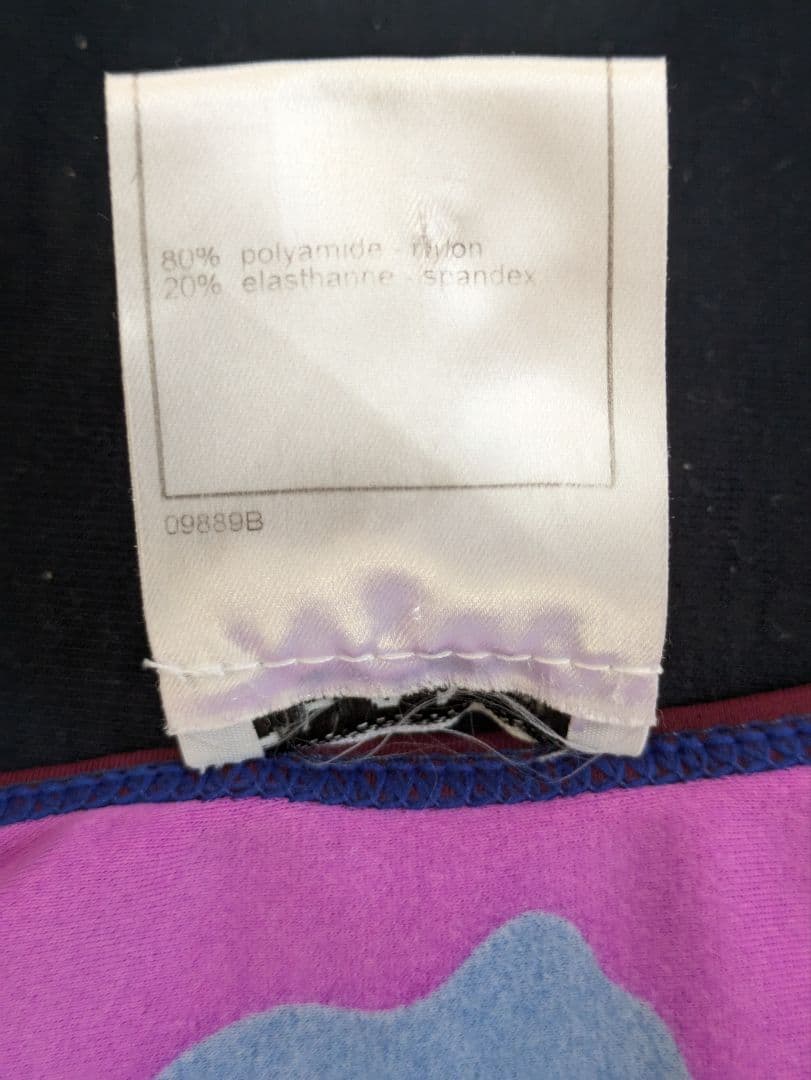 80% polyamide - nylon
20% elasthanne - spandex
09889B